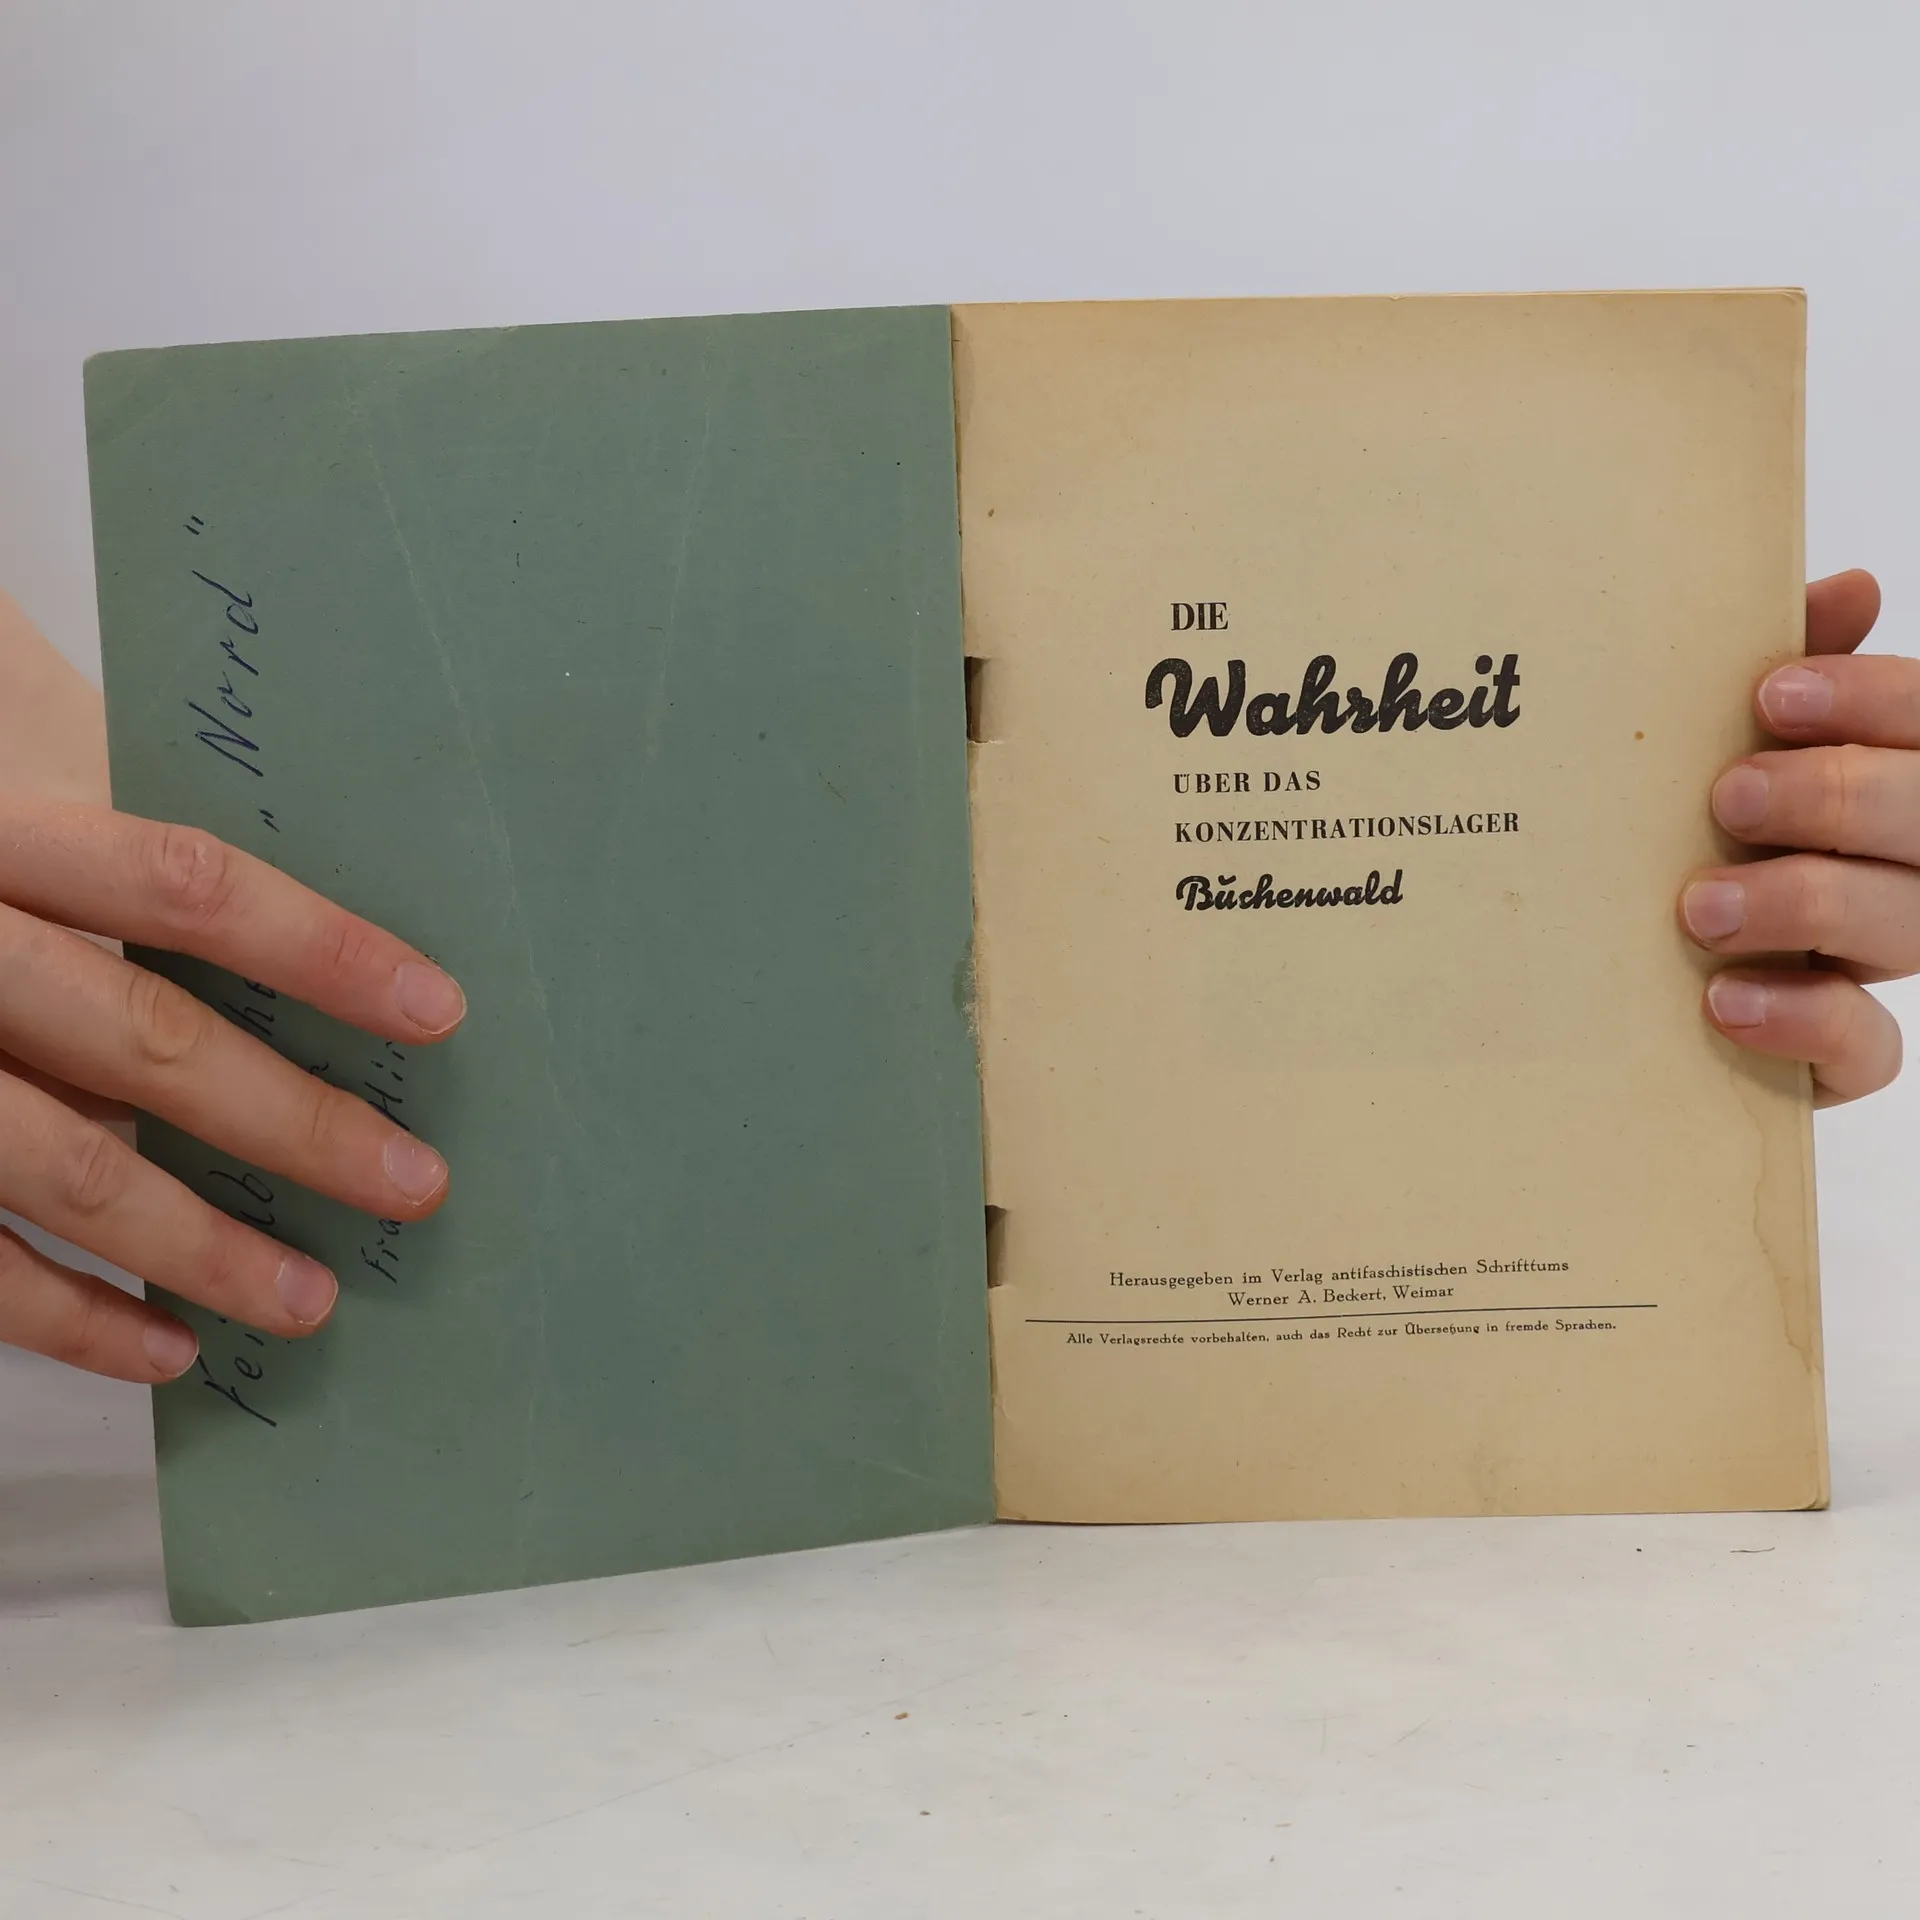 " Nord "
DIE
Wahrheit
ÜBER DAS
KONZENTRATIONSLAGER
Buchenwald
Herausgegeben im Verlag antifaschistischen Schrifttums
Werner A. Beckert, Weimar
Alle Verlagsrechte vorbehalten, auch das Recht zur Übersetzung in fremde Sprachen.